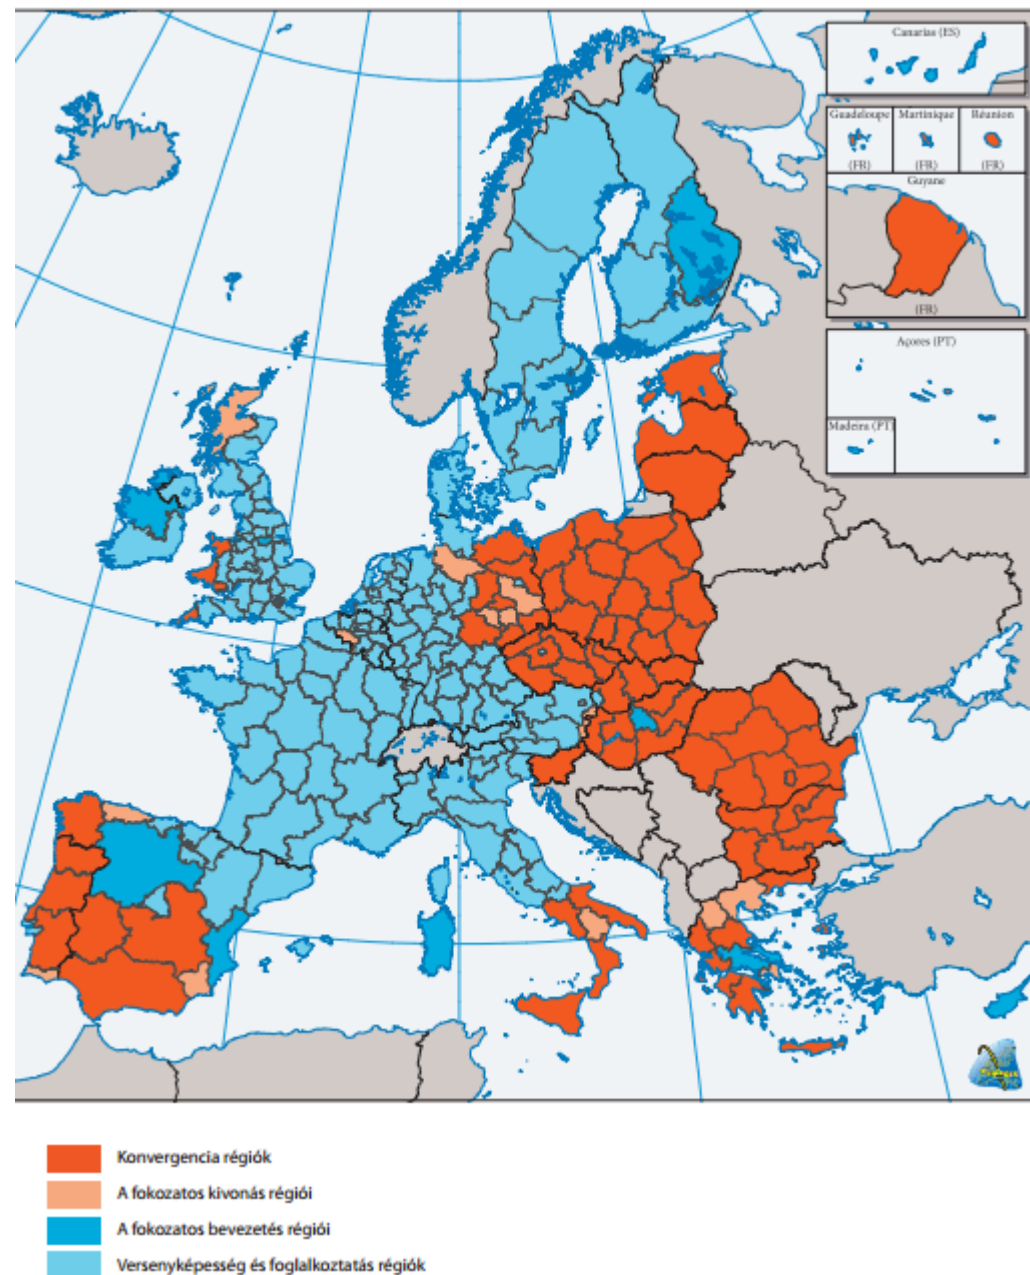 Canarias (ES)
Guadeloupe
Martinique
Réunion
(FR)
(FR)
(FR)
Guyane
(FR)
Açores (PT)
Madeira (PT)
Konvergencia régiók
A fokozatos kivonás régiói
A fokozatos bevezetés régiói
Versenyképesség és foglalkoztatás régiók